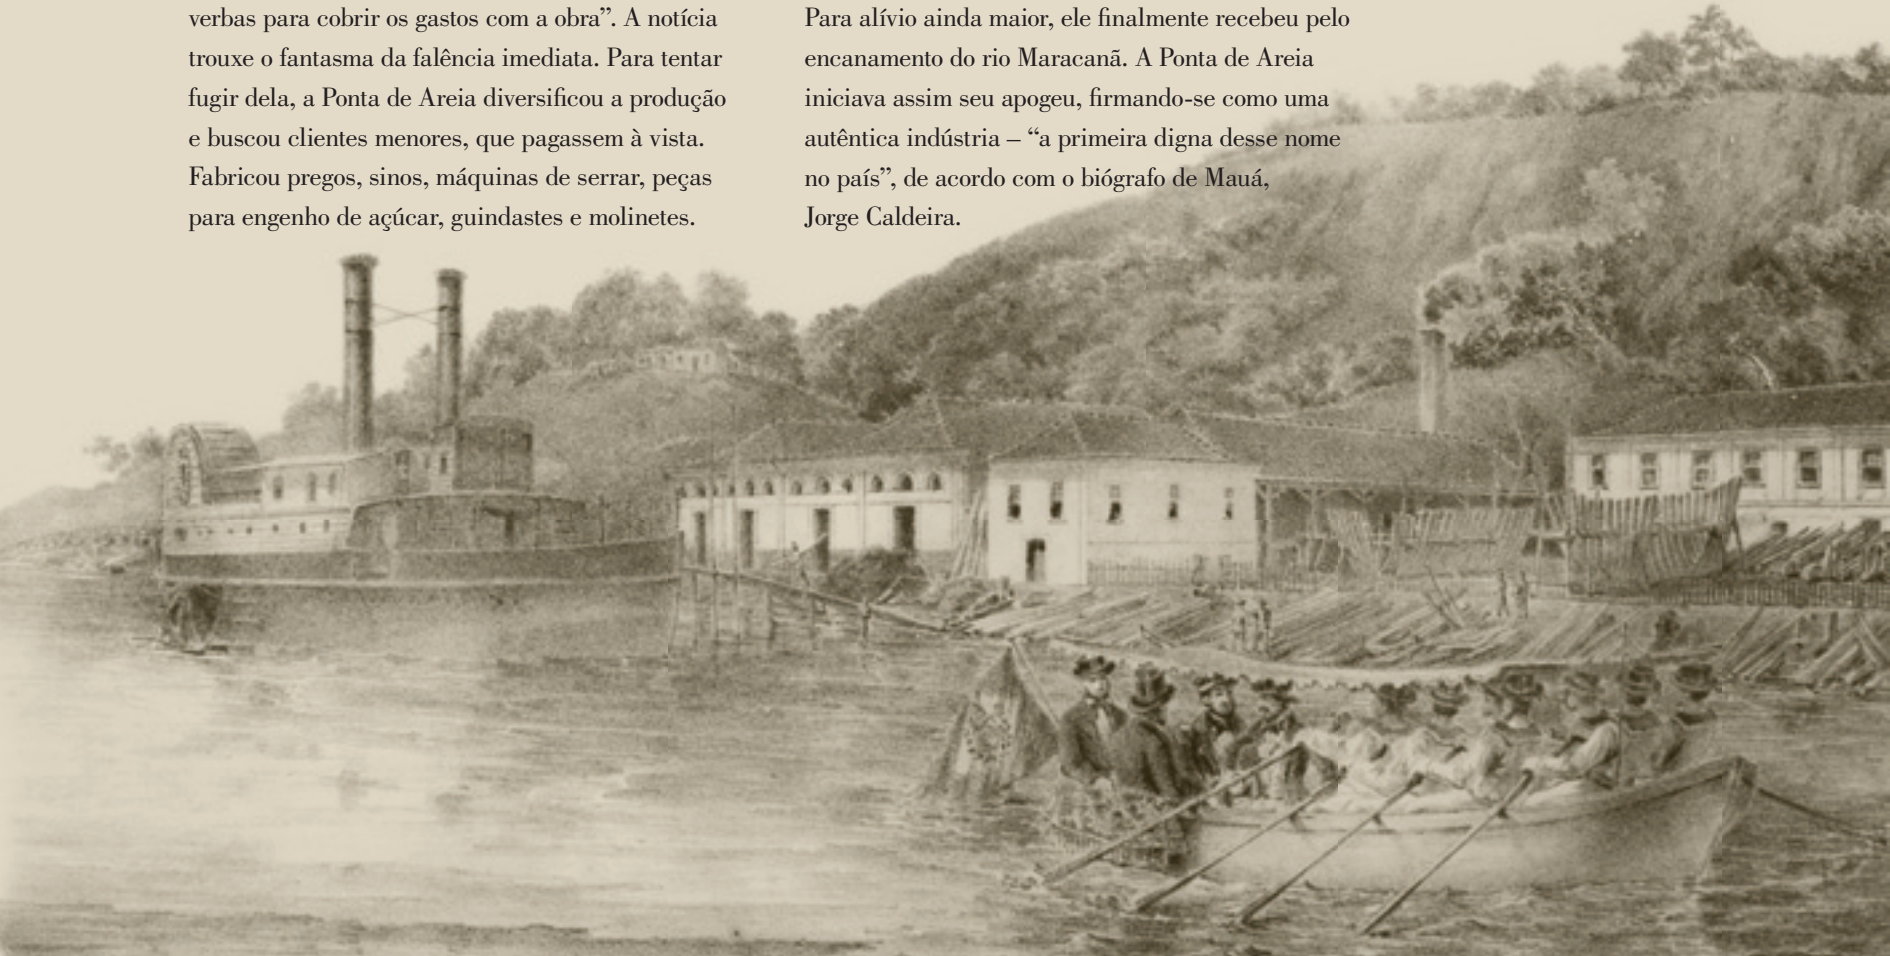 verbas para cobrir os gastos com a obra”. A notícia
trouxe o fantasma da falência imediata. Para tentar
fugir dela, a Ponta de Areia diversificou a produção
e buscou clientes menores, que pagassem à vista.
Fabricou pregos, sinos, máquinas de serrar, peças
para engenho de açúcar, guindastes e molinetes.
Para alívio ainda maior, ele finalmente recebeu pelo
encanamento do rio Maracanã. A Ponta de Areia
iniciava assim seu apogeu, firmando-se como uma
autêntica indústria – “a primeira digna desse nome
no país”, de acordo com o biógrafo de Mauá,
Jorge Caldeira.